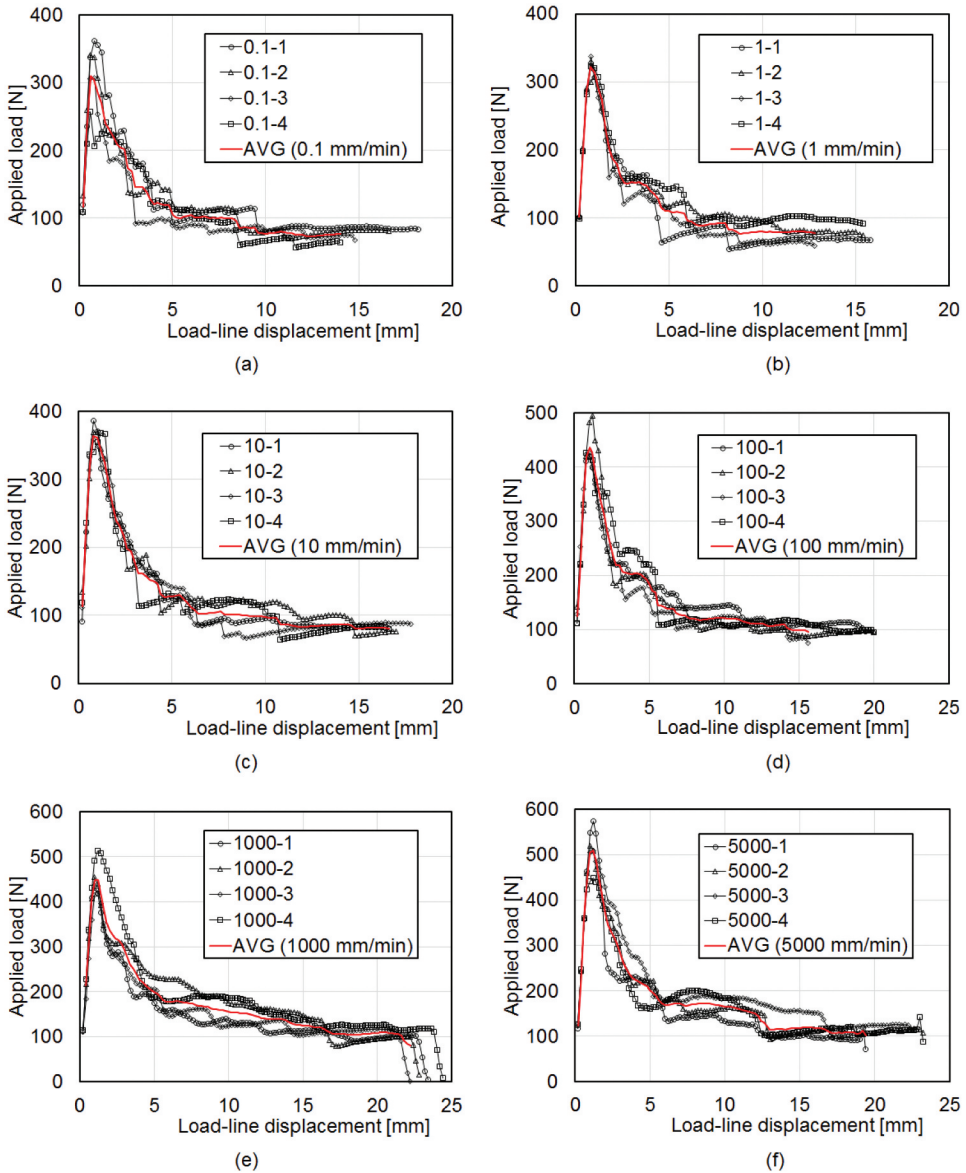 400
300
200
100
0
Applied load [N]
0.1-1
0.1-2
0.1-3
0.1-4
AVG (0.1 mm/min)
0 5 10 15 20
Load-line displacement [mm]
(a)
400
300
200
100
0
Applied load [N]
1-1
1-2
1-3
1-4
AVG (1 mm/min)
0 5 10 15 20
Load-line displacement [mm]
(b)
400
300
200
100
0
Applied load [N]
10-1
10-2
10-3
10-4
AVG (10 mm/min)
0 5 10 15 20
Load-line displacement [mm]
(c)
500
400
300
200
100
0
Applied load [N]
100-1
100-2
100-3
100-4
AVG (100 mm/min)
0 5 10 15 20 25
Load-line displacement [mm]
(d)
600
500
400
300
200
100
0
Applied load [N]
1000-1
1000-2
1000-3
1000-4
AVG (1000 mm/min)
0 5 10 15 20 25
Load-line displacement [mm]
(e)
600
500
400
300
200
100
0
Applied load [N]
5000-1
5000-2
5000-3
5000-4
AVG (5000 mm/min)
0 5 10 15 20 25
Load-line displacement [mm]
(f)